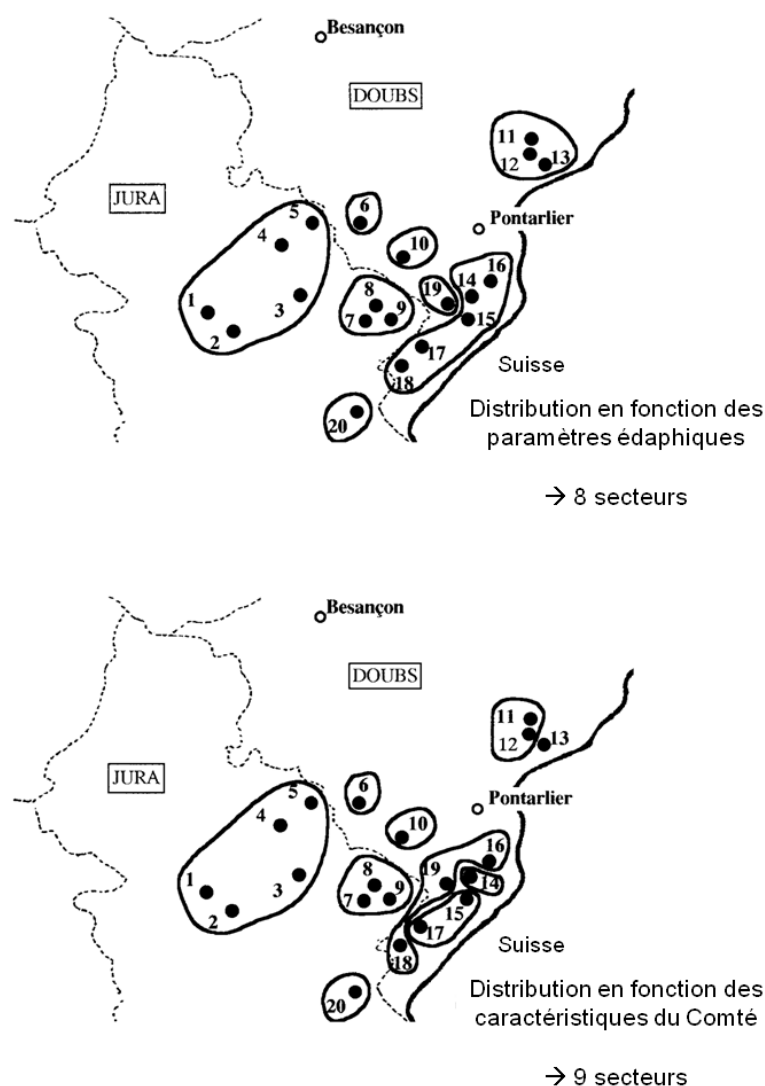 Besançon
DOUBS
11
12 13
JURA
5 6
Pontarlier
4
10
16
8 19 14
1 3
7 9 15
2
17
Suisse
18
Distribution en fonction des
20 paramètres édaphiques
→ 8 secteurs
Besançon
DOUBS
11
12 13
JURA
5 6
Pontarlier
4
10
16
8 19 14
1 3
7 9 15
2
17
Suisse
18
Distribution en fonction des
20 caractéristiques du Comté
→ 9 secteurs